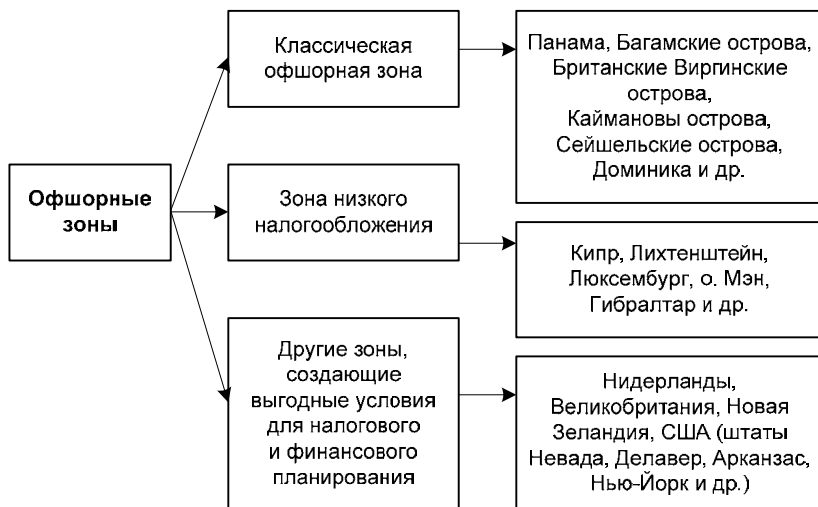 Офшорные
зоны
Классическая
офшорная зона
Панама, Багамские острова,
Британские Виргинские
острова,
Каймановы острова,
Сейшельские острова,
Доминика и др.
Зона низкого
налогообложения
Кипр, Лихтенштейн,
Люксембург, о. Мэн,
Гибралтар и др.
Другие зоны,
создающие
выгодные условия
для налогового
и финансового
планирования
Нидерланды,
Великобритания, Новая
Зеландия, США (штаты
Невада, Делавер, Арканзас,
Нью-Йорк и др.)